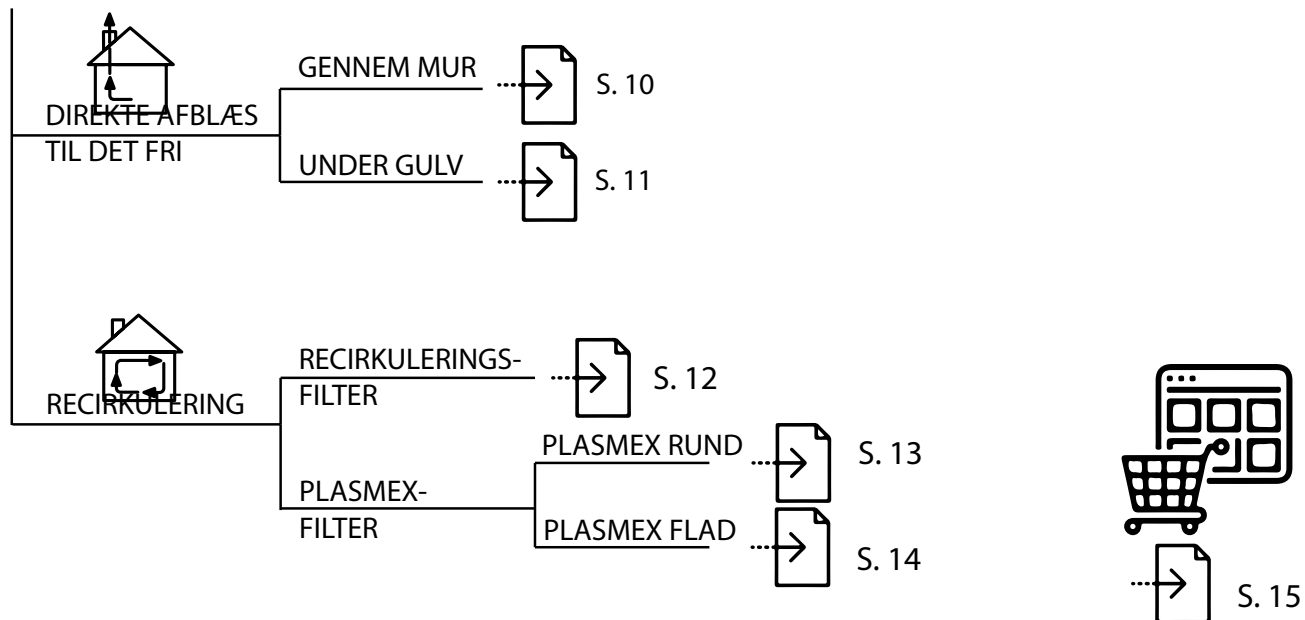 GENNEM MUR
S. 10
DIREKTE AFBLÆS
TIL DET FRI
UNDER GULV
S. 11
RECIRKULERINGS-
FILTER
S. 12
RECIRKULERING
PLASMEX RUND
S. 13
PLASMEX-
FILTER
PLASMEX FLAD
S. 14
S. 15